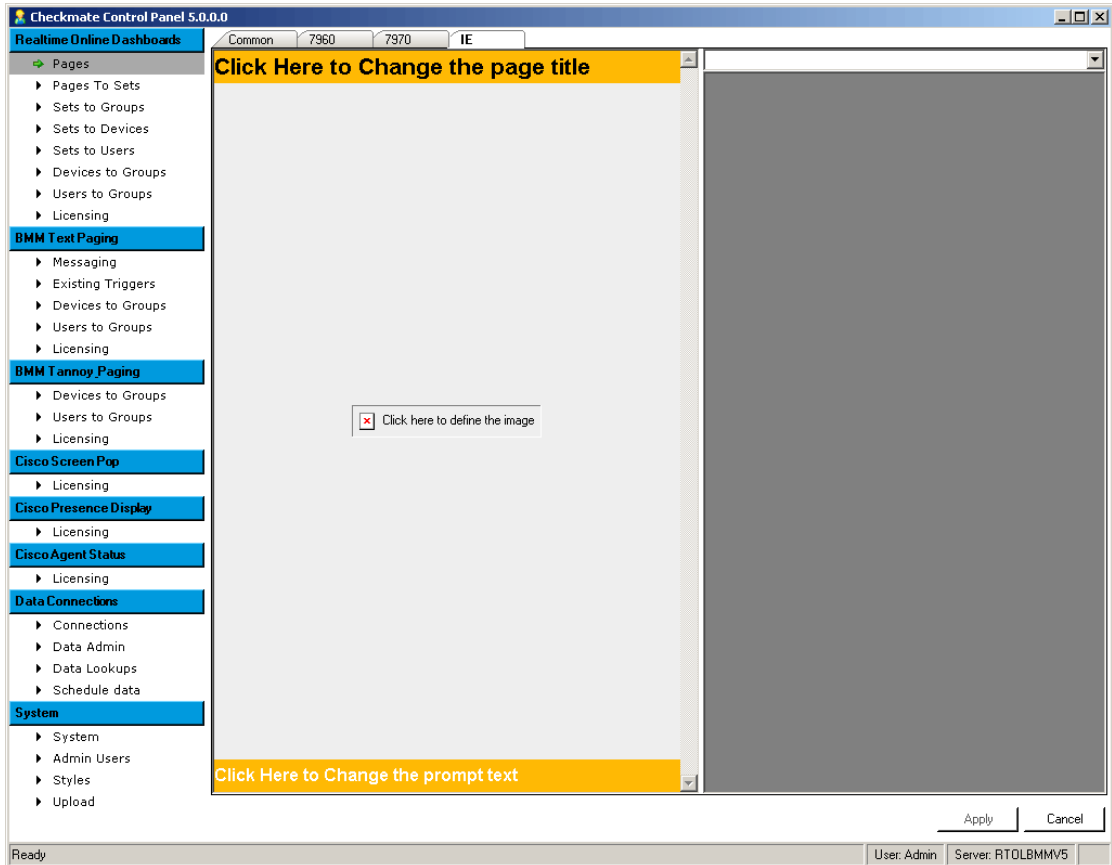 Checkmate Control Panel 5.0.0.0
Realtime Online Dashboards
Pages
Pages To Sets
Sets to Groups
Sets to Devices
Sets to Users
Devices to Groups
Users to Groups
Licensing
BMM Text Paging
Messaging
Existing Triggers
Devices to Groups
Users to Groups
Licensing
BMM Tannoy Paging
Devices to Groups
Users to Groups
Licensing
Cisco Screen Pop
Licensing
Cisco Presence Display
Licensing
Cisco Agent Status
Licensing
Data Connections
Connections
Data Admin
Data Lookups
Schedule data
System
System
Admin Users
Styles
Upload
Common 7960 7970 IE
Click Here to Change the page title
Click here to define the image
Click Here to Change the prompt text
Apply Cancel
Ready User: Admin Server: RTOLBMMV5